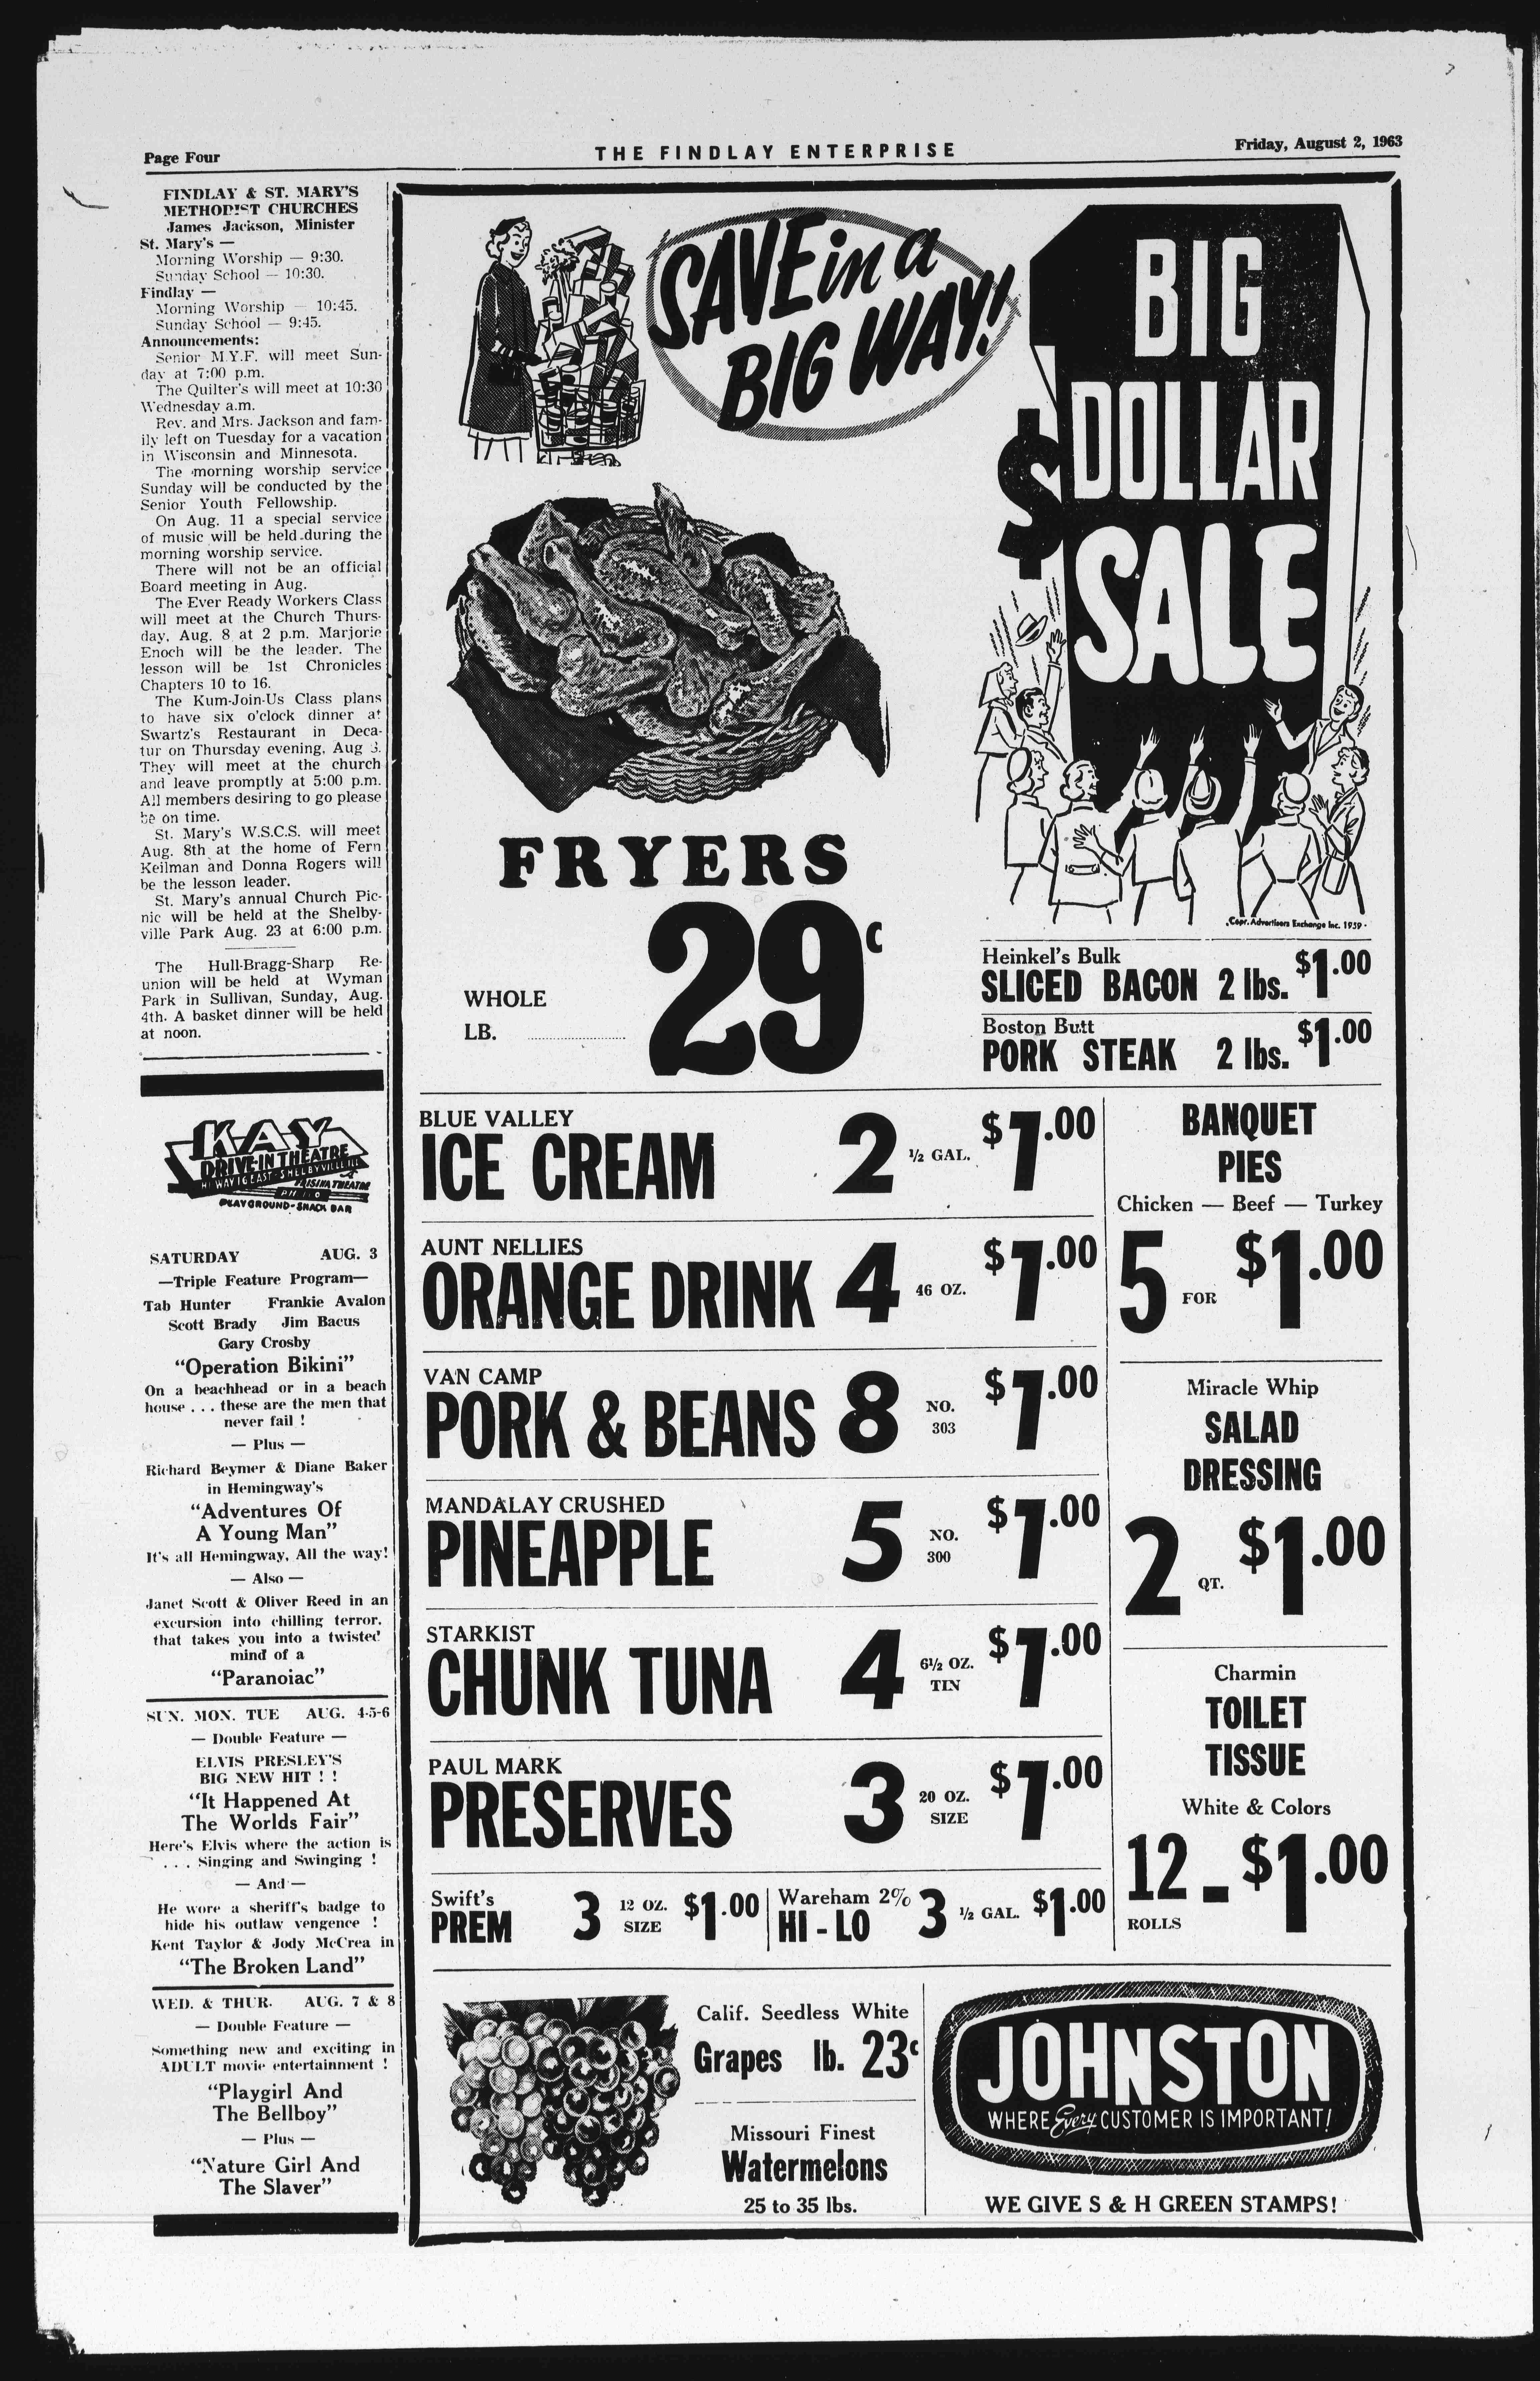 Page Four
THE FINDLAY ENTERPRISE
Friday, August 2, 1963
FINDLAY & ST. MARY'S
METHODIST CHURCHES
James Jackson, Minister
St. Mary's —
Morning Worship — 9:30.
Sunday School — 10:30.
Findlay —
Morning Worship — 10:45.
Sunday School — 9:45.
Announcements:
Senior M.Y.F. will meet Sun-
day at 7:00 p.m.
The Quilter's will meet at 10:30
Wednesday a.m.
Rev. and Mrs. Jackson and fam-
ily left on Tuesday for a vacation
in Wisconsin and Minnesota.
The morning worship service
Sunday will be conducted by the
Senior Youth Fellowship.
On Aug. 11 a special service
of music will be held during the
morning worship service.
There will not be an official
Board meeting in Aug.
The Ever Ready Workers Class
will meet at the Church Thurs-
day, Aug. 8 at 2 p.m. Marjorie
Enoch will be the leader. The
lesson will be 1st Chronicles
Chapters 10 to 16.
The Kum-Join-Us Class plans
to have six o'clock dinner at
Swartz's Restaurant in Deca-
tur on Thursday evening, Aug
They will meet at the church
and leave promptly at 5:00 p.m.
All members desiring to go please
be on time.
St. Mary's W.S.C.S. will meet
Aug. 8th at the home of Fern
Keilman and Donna Rogers will
be the lesson leader.
St. Mary's annual Church Pic-
nic will be held at the Shelby-
ville Park Aug. 23 at 6:00 p.m.
The Hull-Bragg-Sharp Re-
union will be held at Wyman
Park in Sullivan, Sunday, Aug.
4th. A basket dinner will be held
at noon.
KAY
DRIVE-IN THEATRE
HI WAY 16 EAST - SHELBYVILLE ILL
FRISINA THEATRE
PLAYGROUND-SNACK BAR
SATURDAY AUG. 3
—Triple Feature Program—
Tab Hunter Frankie Avalon
Scott Brady Jim Bacus
Gary Crosby
"Operation Bikini"
On a beachhead or in a beach
house . . . these are the men that
never fail !
— Plus —
Richard Beymer & Diane Baker
in Hemingway's
"Adventures Of
A Young Man"
It's all Hemingway, All the way!
— Also —
Janet Scott & Oliver Reed in an
excursion into chilling terror,
that takes you into a twisted
mind of a
"Paranoiac"
SUN. MON. TUE AUG. 4-5-6
— Double Feature —
ELVIS PRESLEY'S
BIG NEW HIT ! !
"It Happened At
The Worlds Fair"
Here's Elvis where the action is
. . . Singing and Swinging !
— And —
He wore a sheriff's badge to
hide his outlaw vengence !
Kent Taylor & Jody McCrea in
"The Broken Land"
WED. & THUR. AUG. 7 & 8
— Double Feature —
Something new and exciting in
ADULT movie entertainment !
"Playgirl And
The Bellboy"
— Plus —
"Nature Girl And
The Slaver"
SAVE in a
BIG WAY!
BIG
$ DOLLAR
SALE
Copr. Advertisers Exchange Inc. 1959
FRYERS
WHOLE
LB. 29c
Heinkel's Bulk
SLICED BACON 2 lbs. $1.00
Boston Butt
PORK STEAK 2 lbs. $1.00
BLUE VALLEY
ICE CREAM 2 1/2 GAL. $1.00
AUNT NELLIES
ORANGE DRINK 4 46 OZ. $1.00
VAN CAMP
PORK & BEANS 8 NO. 303 $1.00
MANDALAY CRUSHED
PINEAPPLE 5 NO. 300 $1.00
STARKIST
CHUNK TUNA 4 6½ OZ. TIN $1.00
PAUL MARK
PRESERVES 3 20 OZ. SIZE $1.00
Swift's
PREM 3 12 OZ. SIZE $1.00
Wareham 2%
HI - LO 3 ½ GAL. $1.00
BANQUET
PIES
Chicken — Beef — Turkey
5 FOR $1.00
Miracle Whip
SALAD
DRESSING
2 QT. $1.00
Charmin
TOILET
TISSUE
White & Colors
12 - $1.00
ROLLS
Calif. Seedless White
Grapes lb. 23c
Missouri Finest
Watermelons
25 to 35 lbs.
JOHNSTON
WHERE Every CUSTOMER IS IMPORTANT!
WE GIVE S & H GREEN STAMPS!